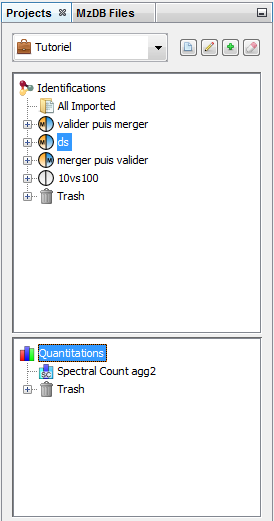 Projects MzDB Files
Tutoriel
Identifications
All Imported
valider puis merger
ds
merger puis valider
10vs100
Trash
Quantitations
SC Spectral Count agg2
Trash